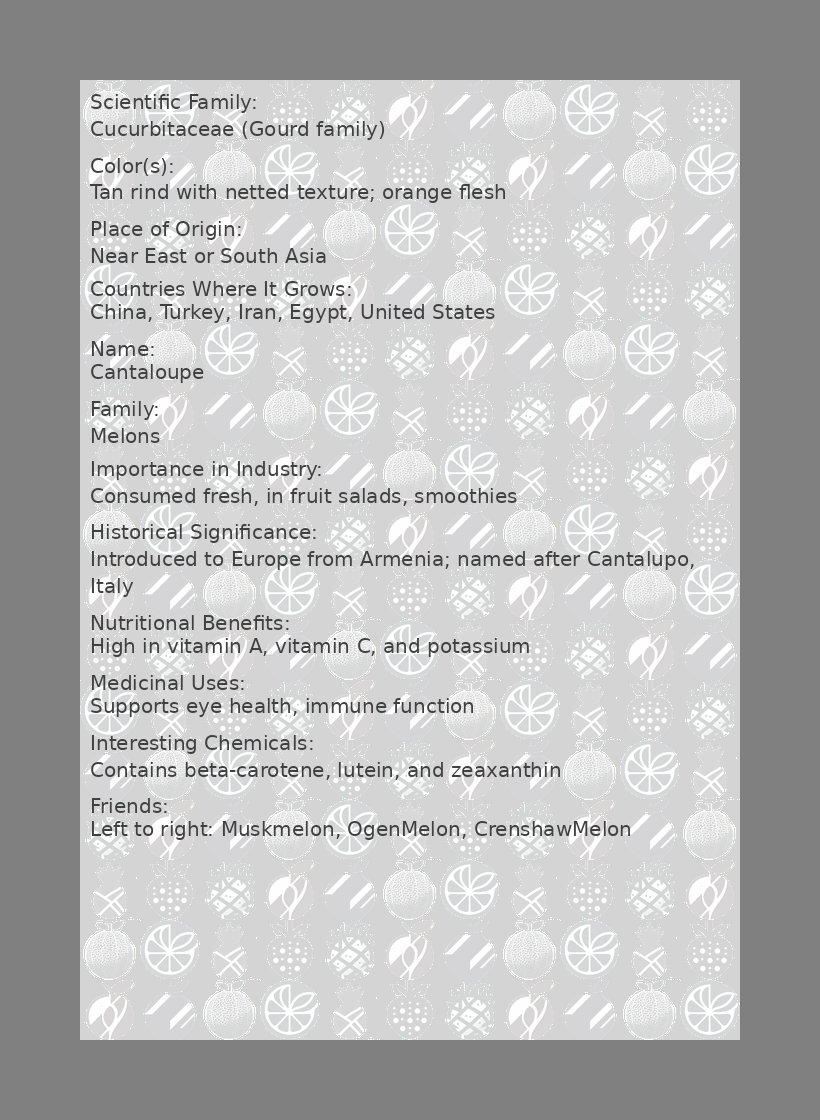 Scientific Family:
Cucurbitaceae (Gourd family)
Color(s):
Tan rind with netted texture; orange flesh
Place of Origin:
Near East or South Asia
Countries Where It Grows:
China, Turkey, Iran, Egypt, United States
Name:
Cantaloupe
Family:
Melons
Importance in Industry:
Consumed fresh, in fruit salads, smoothies
Historical Significance:
Introduced to Europe from Armenia; named after Cantalupo,
Italy
Nutritional Benefits:
High in vitamin A, vitamin C, and potassium
Medicinal Uses:
Supports eye health, immune function
Interesting Chemicals:
Contains beta-carotene, lutein, and zeaxanthin
Friends:
Left to right: Muskmelon, OgenMelon, CrenshawMelon